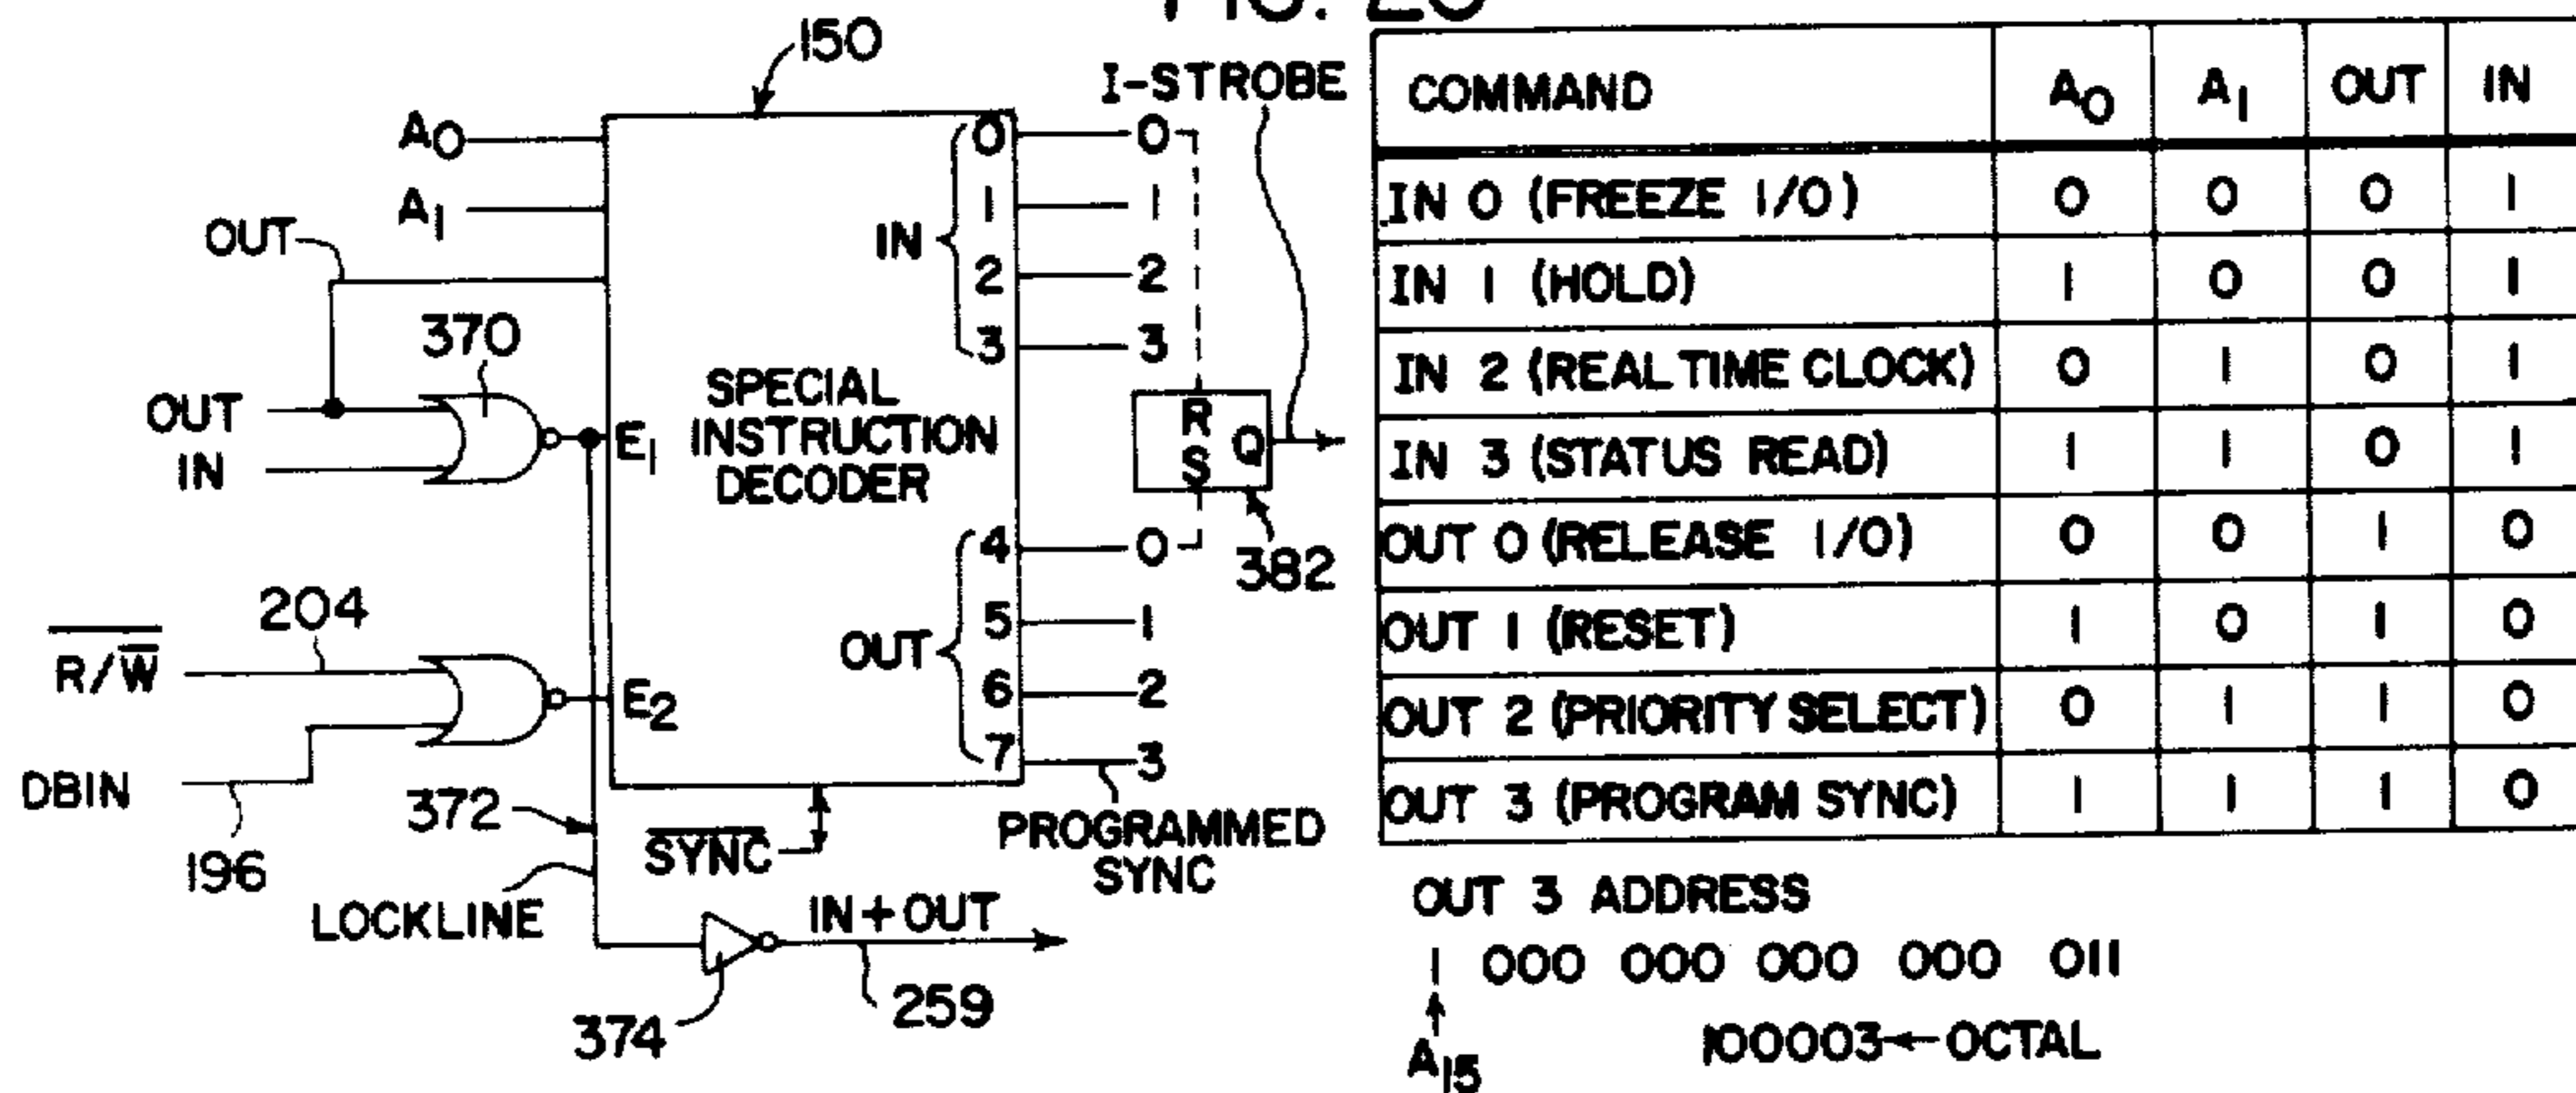 150
I-STROBE
A0
A1
OUT
370
OUT
IN
E1
SPECIAL
INSTRUCTION
DECODER
IN
0
1
2
3
0
1
2
3
R
S
Q
382
204
R/W
E2
DBIN
196
372
LOCKLINE
OUT
4
5
6
7
0
1
2
3
SYNC
PROGRAMMED
SYNC
IN+OUT
374
259
COMMAND A0 A1 OUT IN
IN 0 (FREEZE I/O) 0 0 0 1
IN 1 (HOLD) 1 0 0 1
IN 2 (REAL TIME CLOCK) 0 1 0 1
IN 3 (STATUS READ) 1 1 0 1
OUT 0 (RELEASE I/O) 0 0 1 0
OUT 1 (RESET) 1 0 1 0
OUT 2 (PRIORITY SELECT) 0 1 1 0
OUT 3 (PROGRAM SYNC) 1 1 1 0
OUT 3 ADDRESS
1 000 000 000 000 011
A15
100003←OCTAL